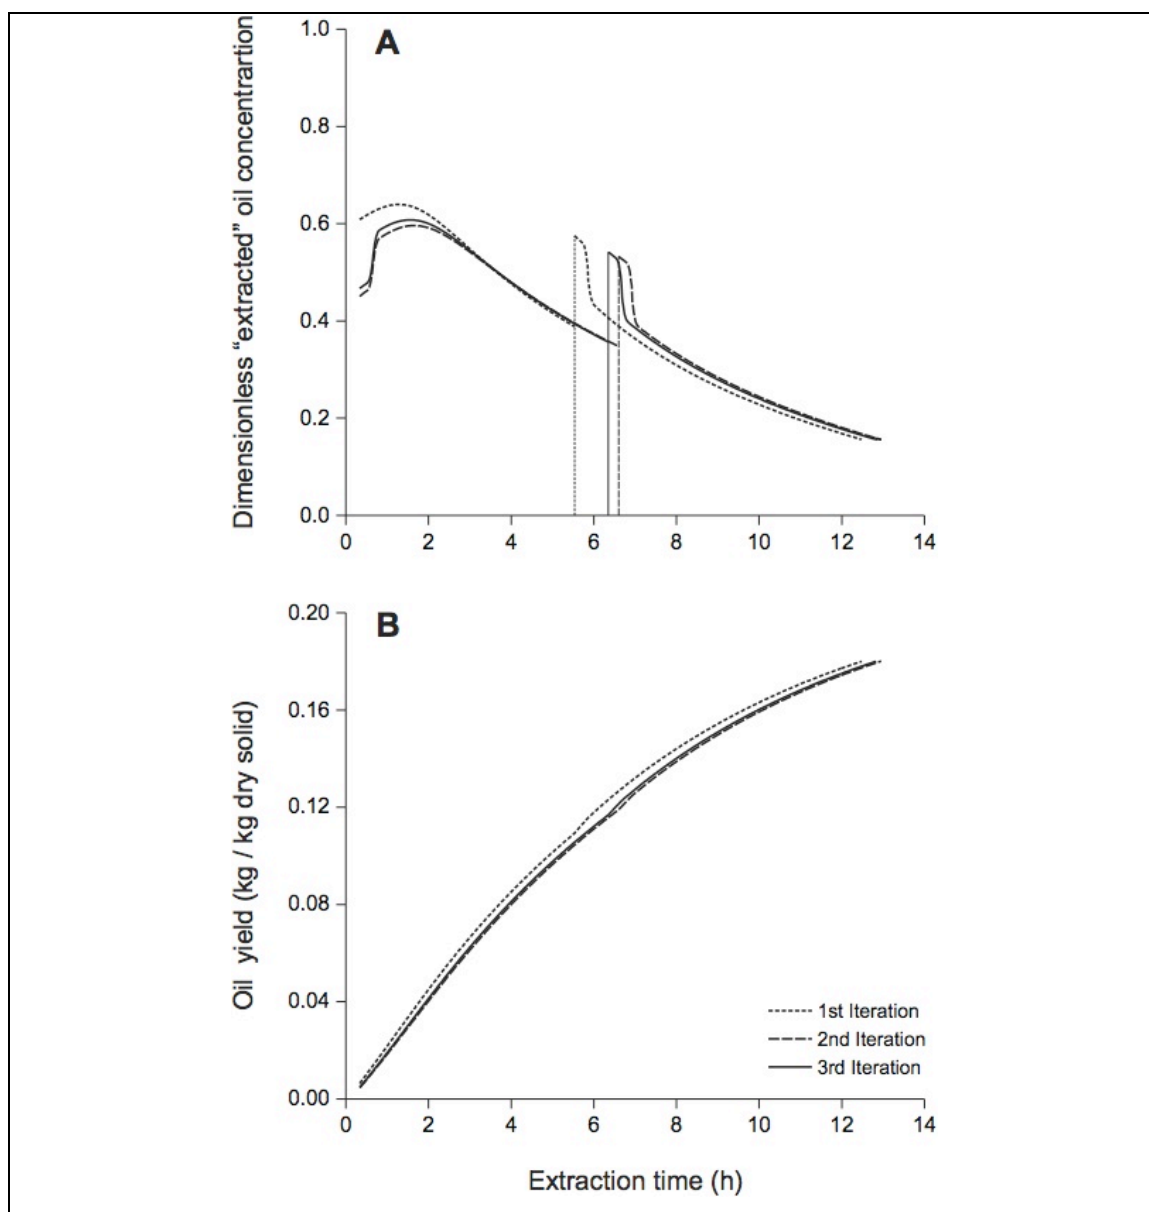 A
Dimensionless “extracted” oil concentrartion
1.0
0.8
0.6
0.4
0.2
0.0
0 2 4 6 8 10 12 14
B
Oil yield (kg / kg dry solid)
0.20
0.16
0.12
0.08
0.04
0.00
1st Iteration
2nd Iteration
3rd Iteration
0 2 4 6 8 10 12 14
Extraction time (h)